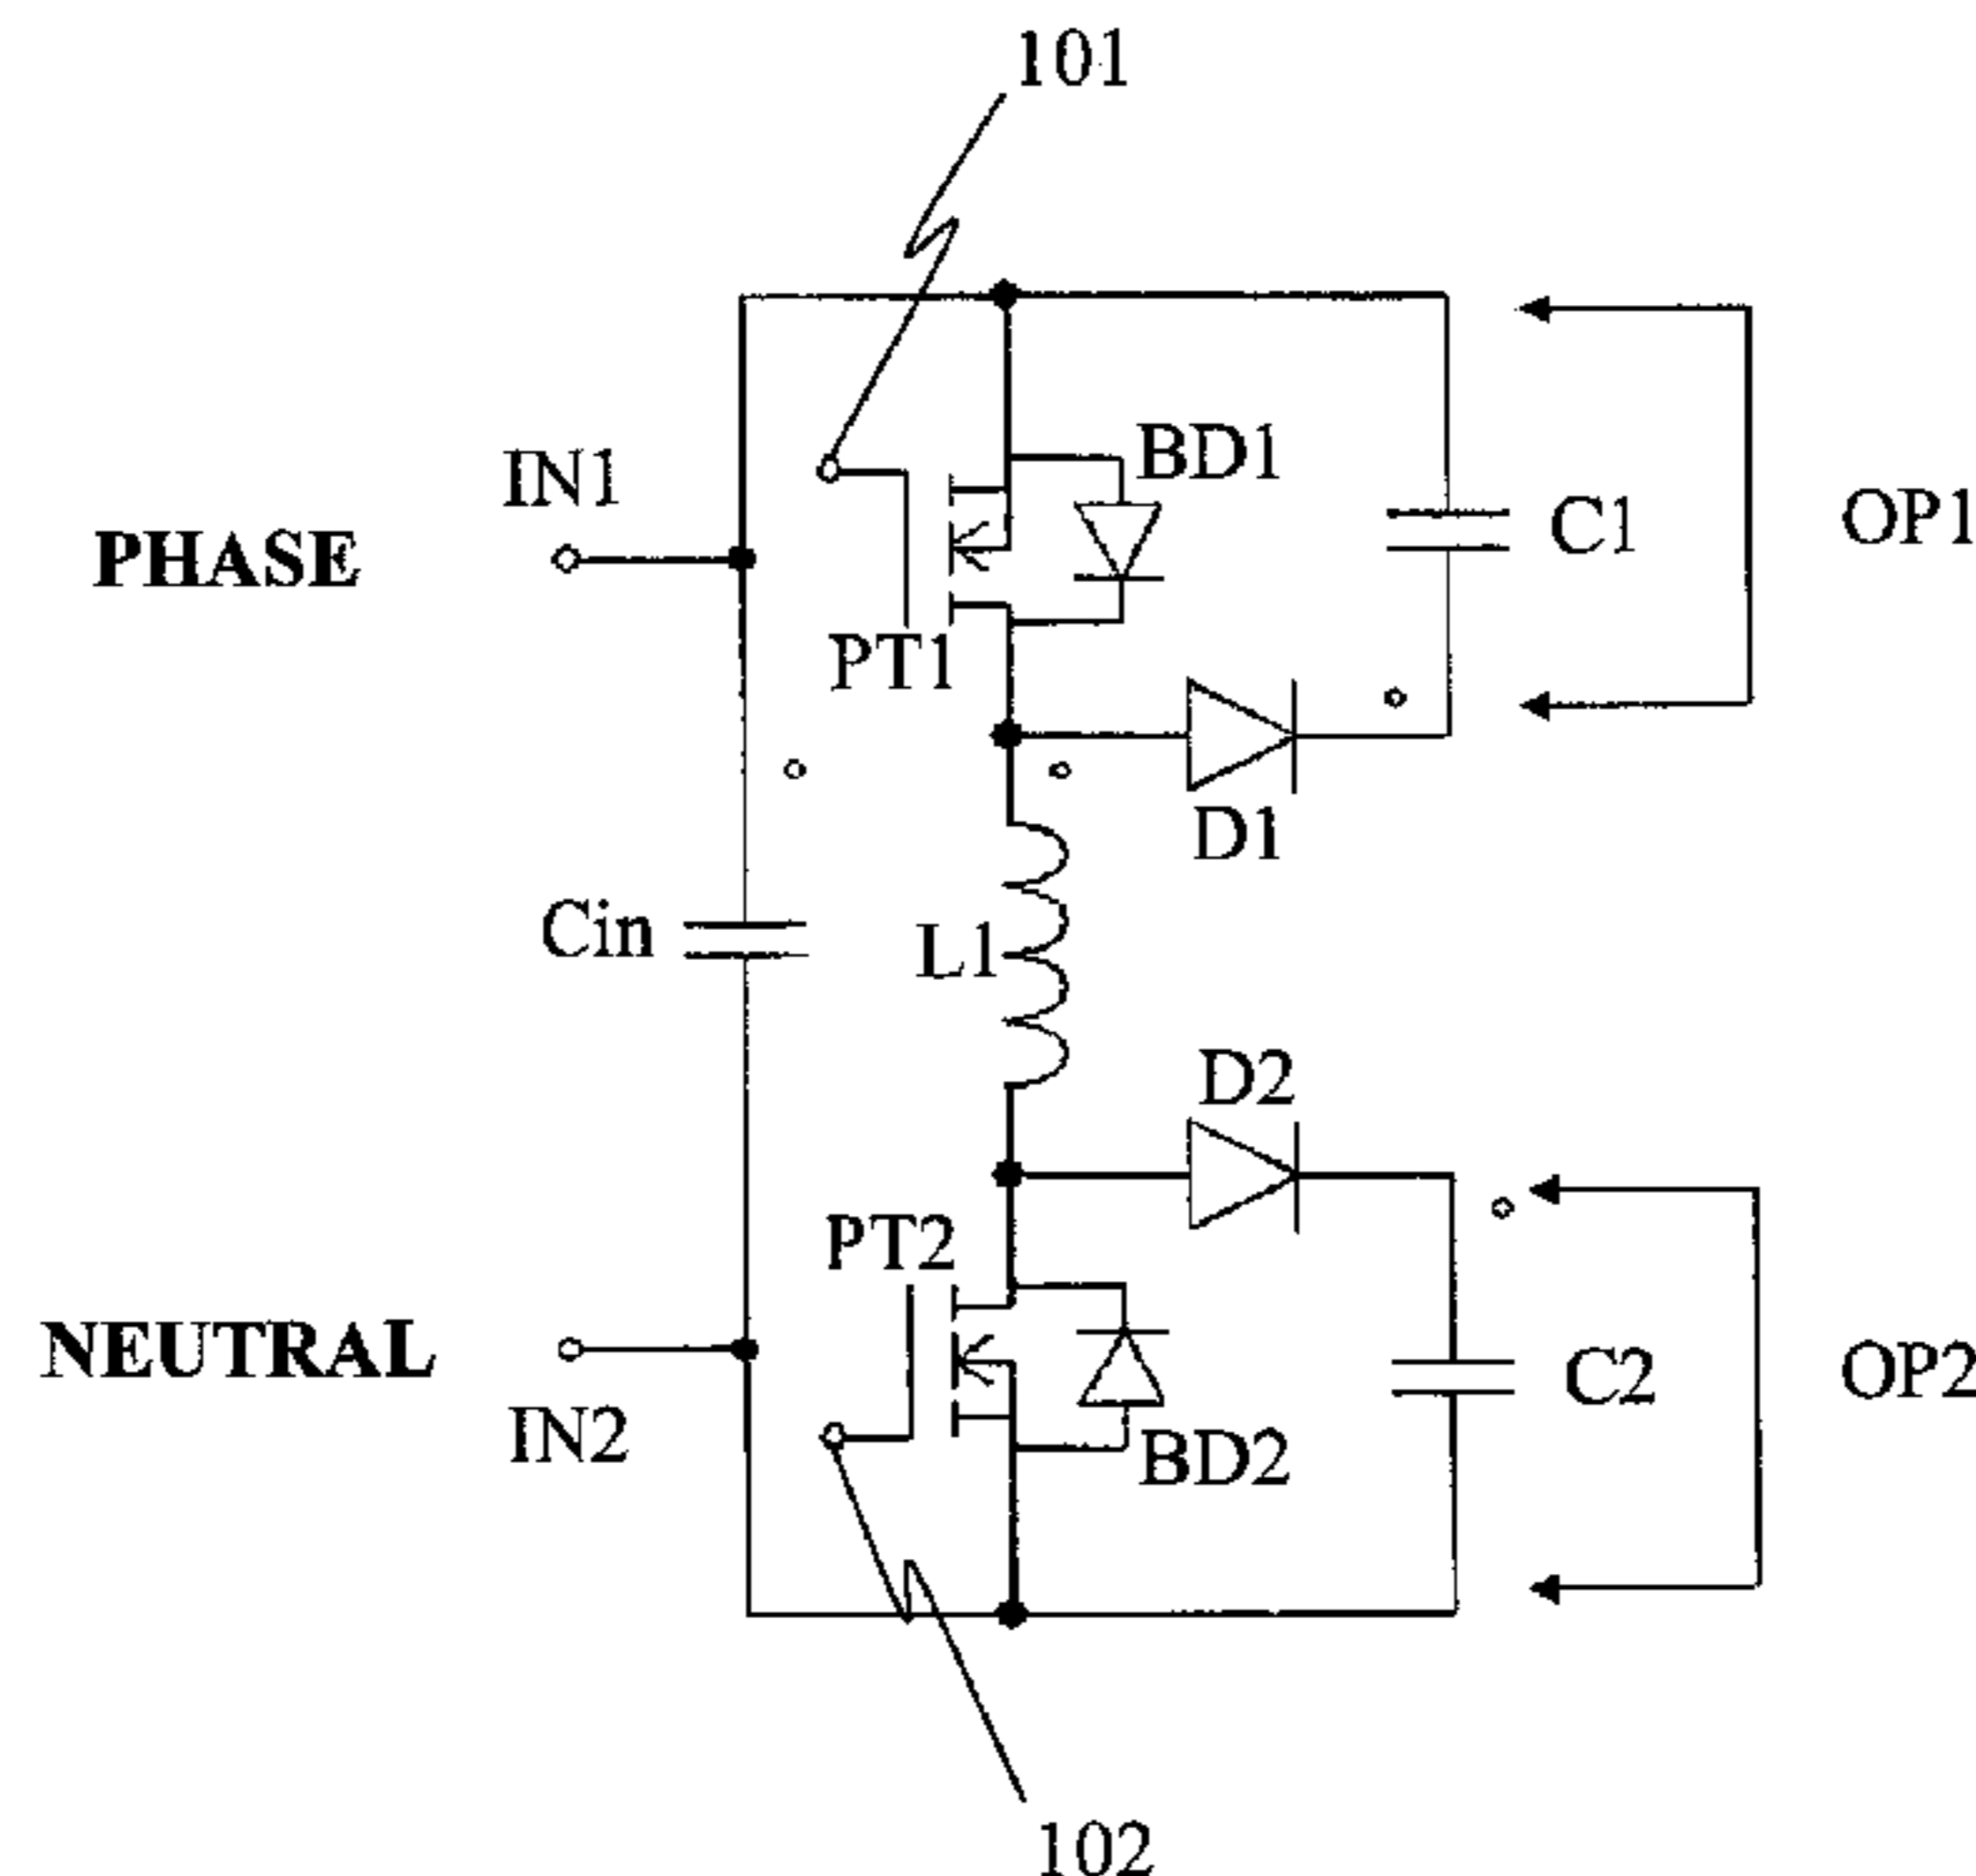 101
BD1
IN1
C1
OP1
PHASE
PT1
D1
Cin
L1
D2
PT2
NEUTRAL
C2
OP2
IN2
BD2
102